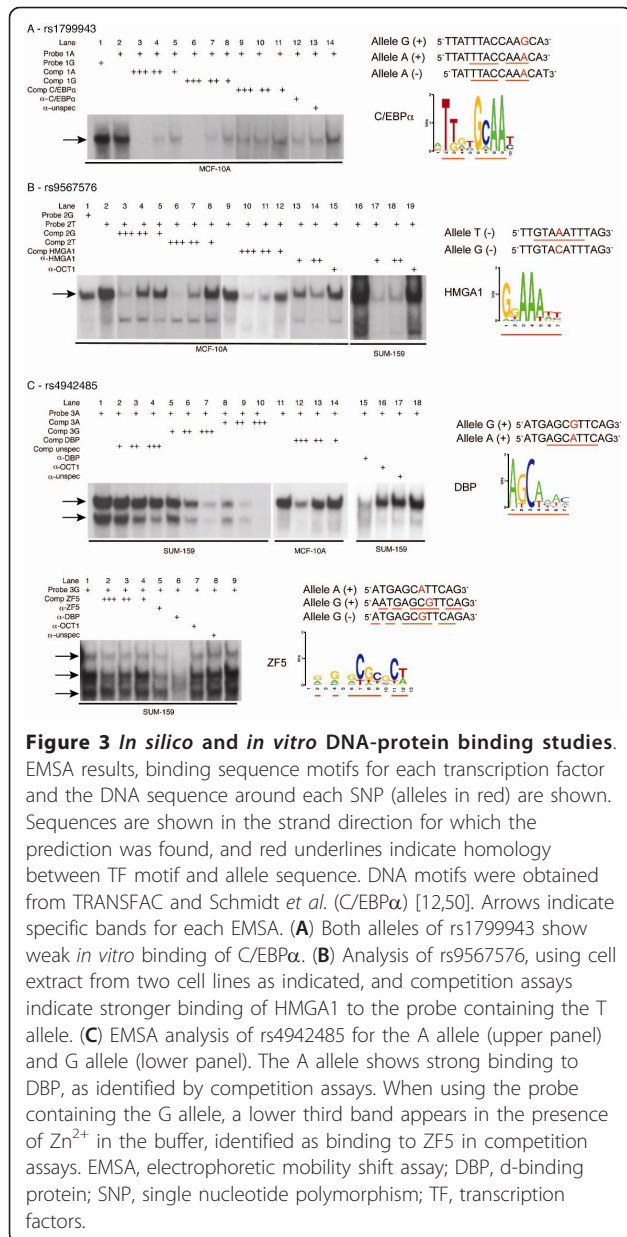 A - rs1799943
Lane 1 2 3 4 5 6 7 8 9 10 11 12 13 14
Probe 1A + + + + + + + + + + + + +
Probe 1G +
Comp 1A +++ ++ +
Comp 1G +++ ++ +
Comp C/EBPα +++ ++ +
α-C/EBPα +
α-unspec +
MCF-10A
Allele G (+) 5'TTATTTACCAAGCA3'
Allele A (+) 5'TTATTTACCAAACA3'
Allele A (-) 5'TATTTACCAAACAT3'
C/EBPα
B - rs9567576
Lane 1 2 3 4 5 6 7 8 9 10 11 12 13 14 15 16 17 18 19
Probe 2G +
Probe 2T + + + + + + + + + + + + + + + + + +
Comp 2G +++ ++ +
Comp 2T +++ ++ +
Comp HMGA1 +++ ++ +
α-HMGA1 + ++ + ++
α-OCT1 + +
MCF-10A
SUM-159
Allele T (-) 5'TTGTAAATTTAG3'
Allele G (-) 5'TTGTACATTTAG3'
HMGA1
C - rs4942485
Lane 1 2 3 4 5 6 7 8 9 10 11 12 13 14 15 16 17 18
Probe 3A + + + + + + + + + + + + + + + + + +
Comp 3A + ++ +++
Comp 3G + ++ +++
Comp DBP +++ ++ +
Comp unspec + ++ +++
α-DBP +
α-OCT1 +
α-unspec +
SUM-159
MCF-10A
SUM-159
Allele G (+) 5'ATGAGCGTTCAG3'
Allele A (+) 5'ATGAGCATTCAG3'
DBP
Lane 1 2 3 4 5 6 7 8 9
Probe 3G + + + + + + + + +
Comp ZF5 +++ ++ +
α-ZF5 +
α-DBP +
α-OCT1 +
α-unspec +
SUM-159
Allele A (+) 5'ATGAGCATTCAG3'
Allele G (+) 5'AATGAGCGTTCAG3'
Allele G (-) 5'ATGAGCGTTCAGA3'
ZF5
Figure 3 In silico and in vitro DNA-protein binding studies.
EMSA results, binding sequence motifs for each transcription factor
and the DNA sequence around each SNP (alleles in red) are shown.
Sequences are shown in the strand direction for which the
prediction was found, and red underlines indicate homology
between TF motif and allele sequence. DNA motifs were obtained
from TRANSFAC and Schmidt et al. (C/EBPα) [12,50]. Arrows indicate
specific bands for each EMSA. (A) Both alleles of rs1799943 show
weak in vitro binding of C/EBPα. (B) Analysis of rs9567576, using cell
extract from two cell lines as indicated, and competition assays
indicate stronger binding of HMGA1 to the probe containing the T
allele. (C) EMSA analysis of rs4942485 for the A allele (upper panel)
and G allele (lower panel). The A allele shows strong binding to
DBP, as identified by competition assays. When using the probe
containing the G allele, a lower third band appears in the presence
of Zn²⁺ in the buffer, identified as binding to ZF5 in competition
assays. EMSA, electrophoretic mobility shift assay; DBP, d-binding
protein; SNP, single nucleotide polymorphism; TF, transcription
factors.